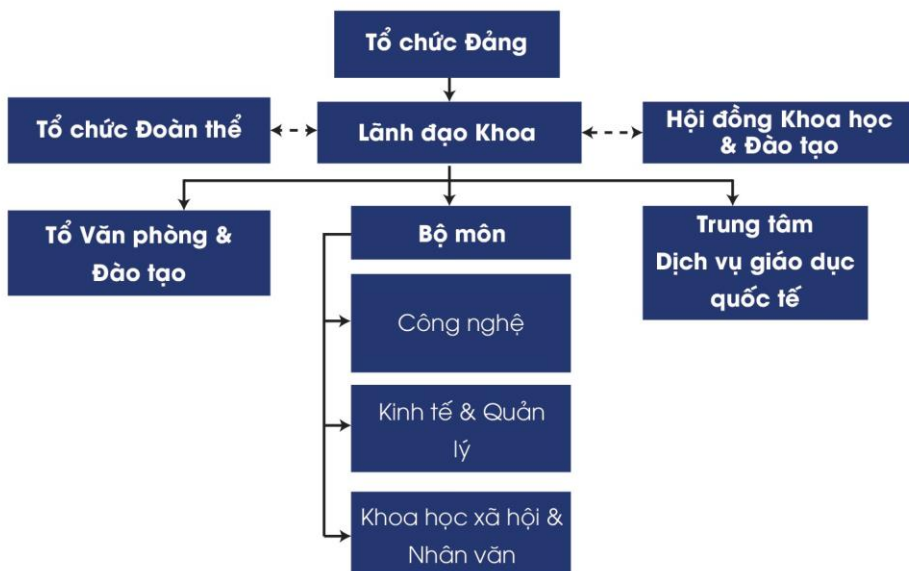 Tổ chức Đảng
Tổ chức Đoàn thể
Lãnh đạo Khoa
Hội đồng Khoa học
& Đào tạo
Tổ Văn phòng &
Đào tạo
Bộ môn
Trung tâm
Dịch vụ giáo dục
quốc tế
Công nghệ
Kinh tế & Quản
lý
Khoa học xã hội &
Nhân văn